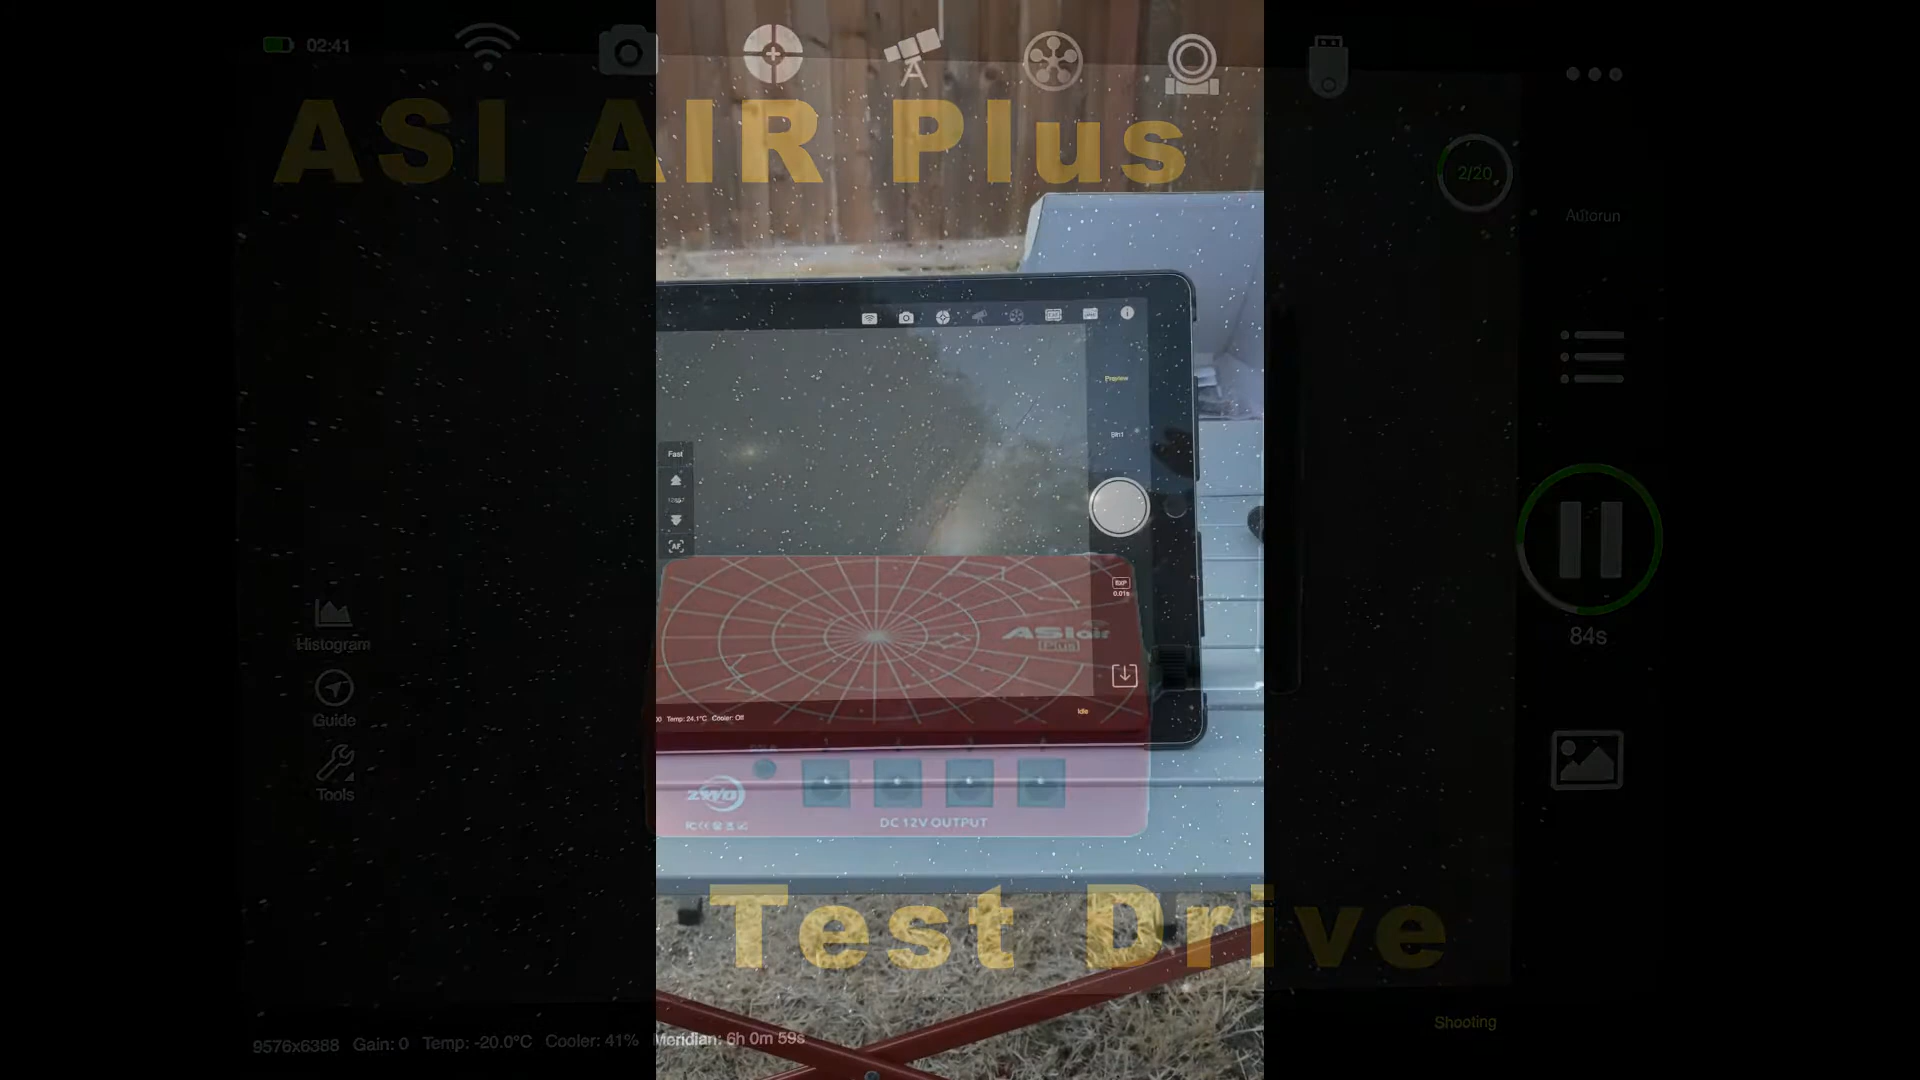 02:41
ASI AIR Plus
2/20
Autorun
Preview
Bin1
Fast
EXP
0.01s
AF
ASIair
Plus
Histogram
84s
Guide
Temp: 24.1°C Cooler: Off
Idle
Tools
ZWO
DC 12V OUTPUT
Test Drive
Shooting
9576x6388 Gain: 0 Temp: -20.0°C Cooler: 41% Meridian: 6h 0m 59s